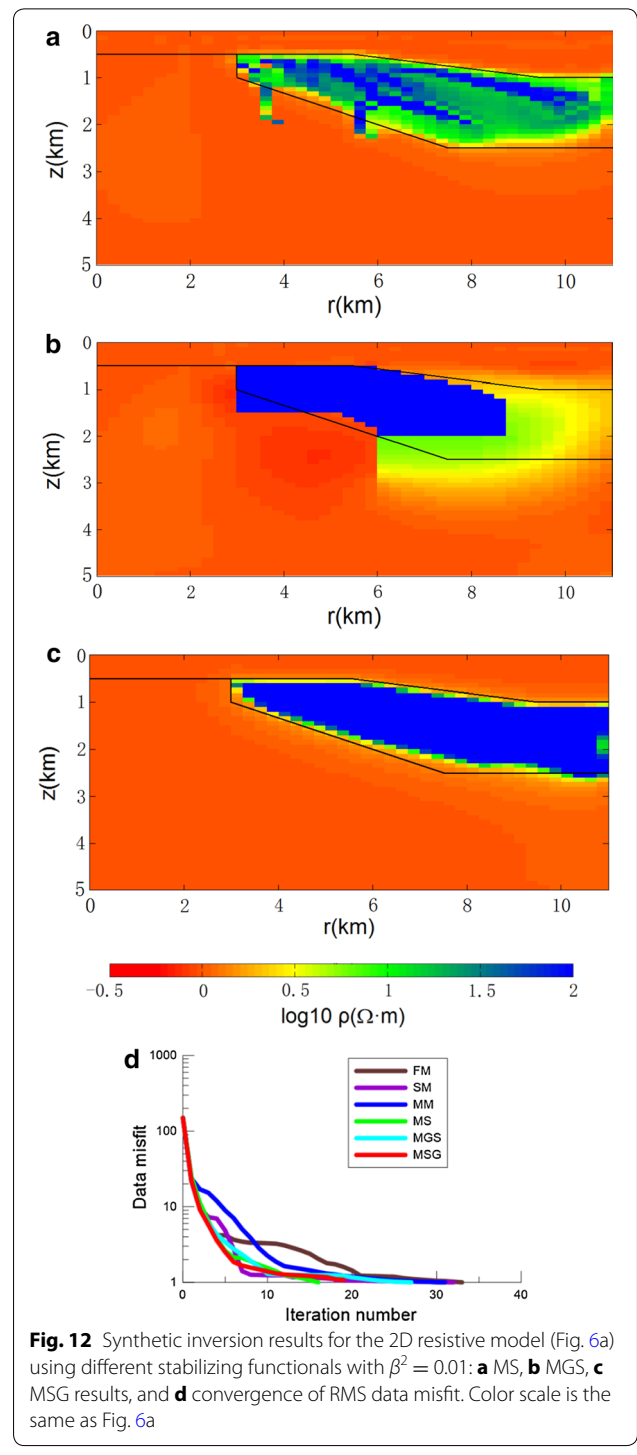 a
0
1
2
3
4
5
z(km)
0 2 4 6 8 10
r(km)
b
0
1
2
3
4
5
z(km)
0 2 4 6 8 10
r(km)
c
0
1
2
3
4
5
z(km)
0 2 4 6 8 10
r(km)
-0.5 0 0.5 1 1.5 2
log10 ρ(Ω·m)
d
1000
100
10
1
Data misfit
FM
SM
MM
MS
MGS
MSG
0 10 20 30 40
Iteration number
Fig. 12 Synthetic inversion results for the 2D resistive model (Fig. 6a)
using different stabilizing functionals with β² = 0.01: a MS, b MGS, c
MSG results, and d convergence of RMS data misfit. Color scale is the
same as Fig. 6a